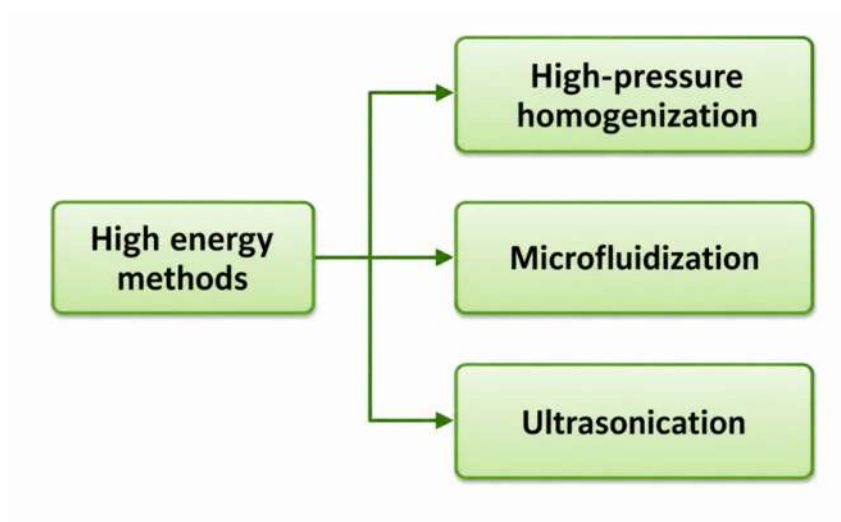 High-pressure
homogenization
High energy
methods
Microfluidization
Ultrasonication